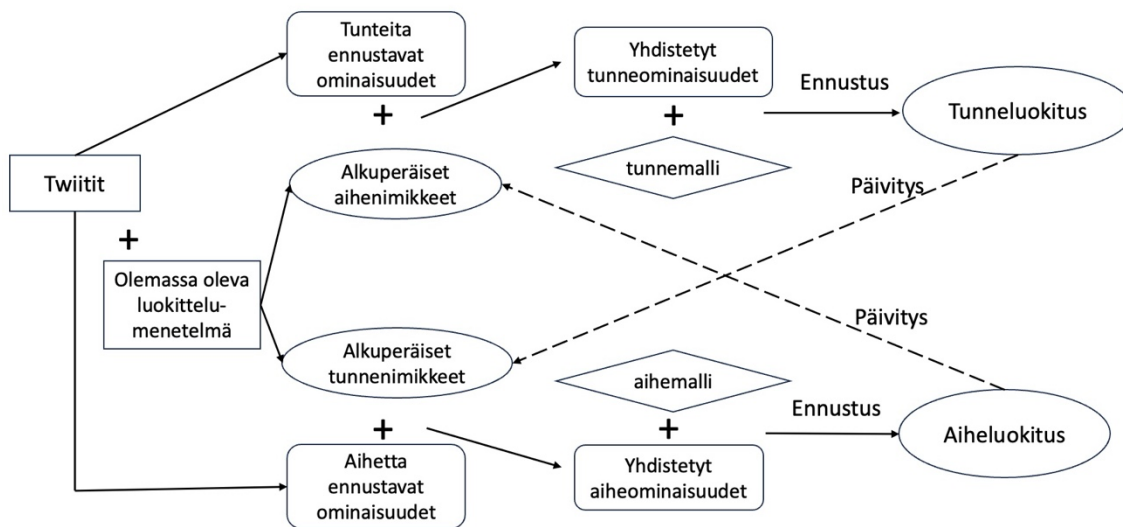 Tunteita
ennustavat
ominaisuudet
+
Yhdistetyt
tunneominaisuudet
+
Ennustus
Tunneluokitus
Twiitit
+
Alkuperäiset
aihenimikkeet
tunnemalli
Päivitys
Olemassa oleva
luokittelu-
menetelmä
Alkuperäiset
tunnenimikkeet
+
aihemalli
+
Päivitys
Ennustus
Aiheluokitus
Aihetta
ennustavat
ominaisuudet
Yhdistetyt
aiheominaisuudet